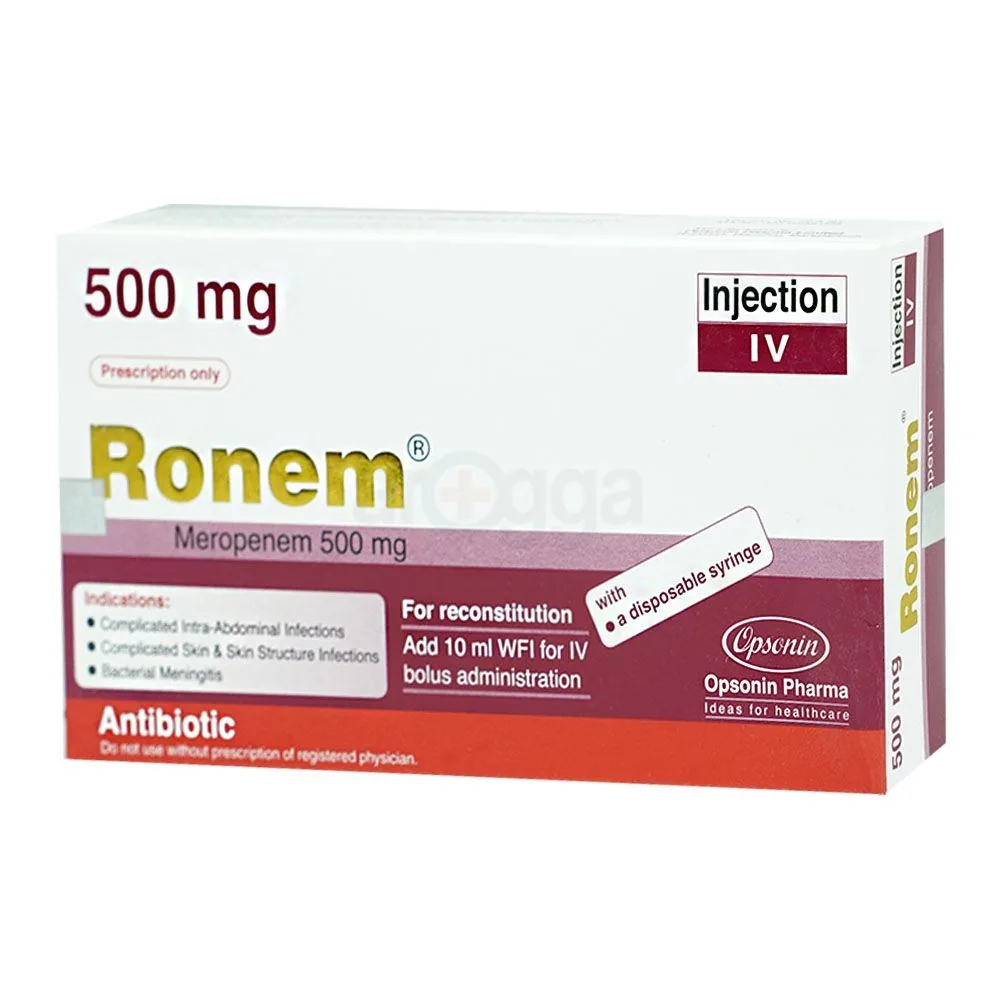 500 mg
Prescription only
Injection
IV
Ronem®
Meropenem 500 mg
Indications:
• Complicated Intra-Abdominal Infections
• Complicated Skin & Skin Structure Infections
• Bacterial Meningitis
For reconstitution
Add 10 ml WFI for IV
bolus administration
with
• a disposable syringe
Opsonin
Opsonin Pharma
Ideas for healthcare
Antibiotic
Do not use without prescription of registered physician.
arogga
Injection
IV
Ronem®
500 mg